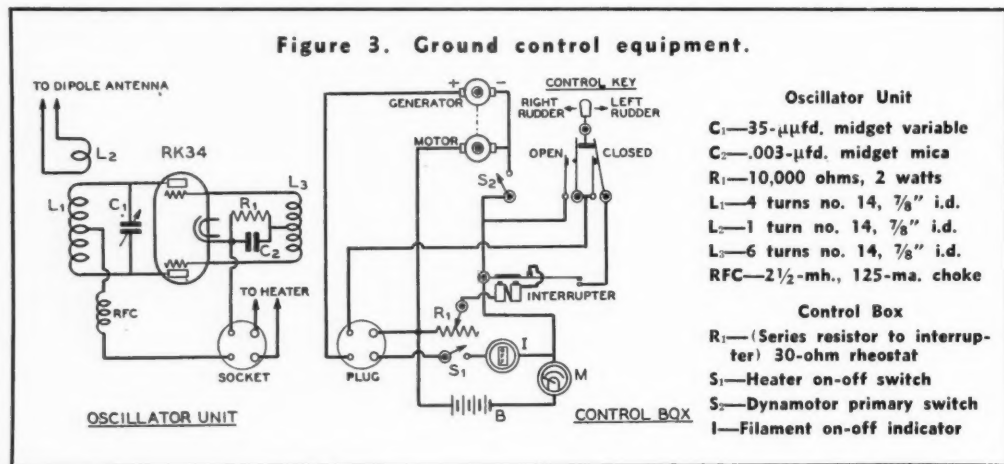 Figure 3. Ground control equipment.
TO DIPOLE ANTENNA
L2
RK34
L3
L1
C1
R1
C2
RFC
TO HEATER
SOCKET
OSCILLATOR UNIT
+ -
GENERATOR
MOTOR
CONTROL KEY
RIGHT RUDDER
LEFT RUDDER
OPEN
CLOSED
S2
INTERRUPTER
R1
I
S1
M
PLUG
B
CONTROL BOX
Oscillator Unit
C1—35-μμfd. midget variable
C2—.003-μfd. midget mica
R1—10,000 ohms, 2 watts
L1—4 turns no. 14, 7/8" i.d.
L2—1 turn no. 14, 7/8" i.d.
L3—6 turns no. 14, 7/8" i.d.
RFC—2½-mh., 125-ma. choke
Control Box
R1—(Series resistor to interrup-
ter) 30-ohm rheostat
S1—Heater on-off switch
S2—Dynamotor primary switch
I—Filament on-off indicator